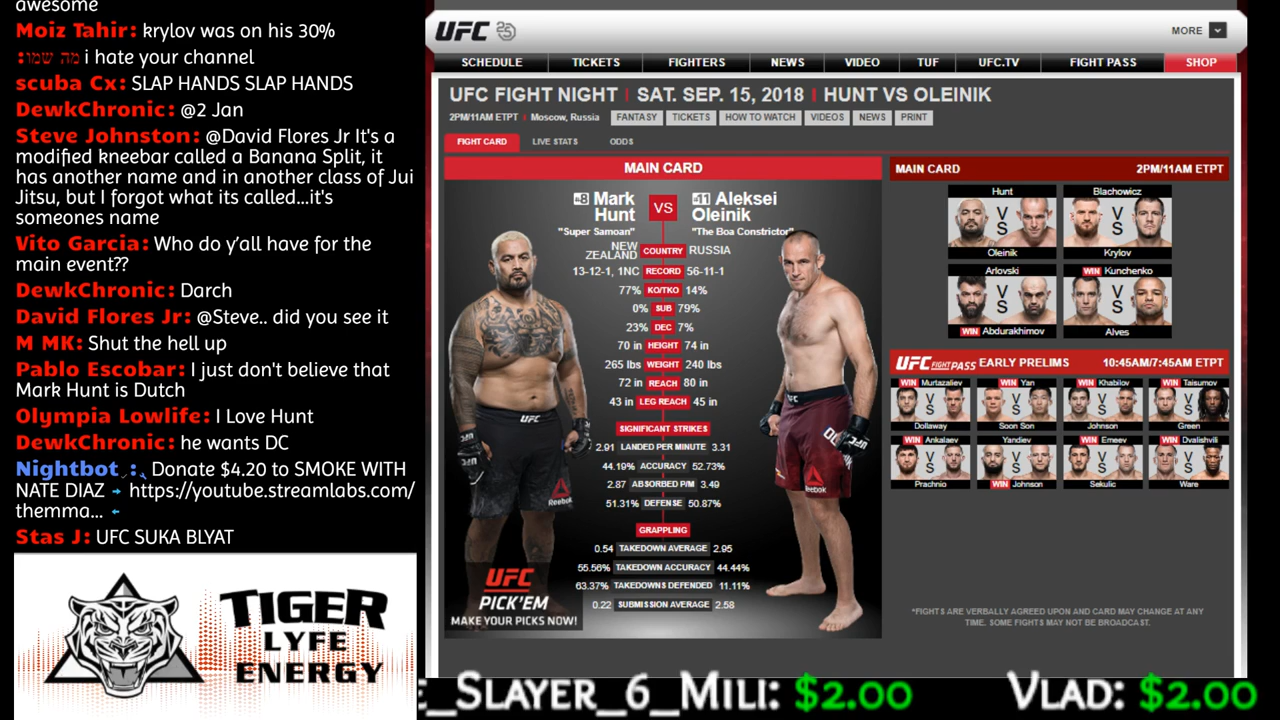 awesome
Moiz Tahir: krylov was on his 30%
מה שמו: i hate your channel
scuba Cx: SLAP HANDS SLAP HANDS
DewkChronic: @2 Jan
Steve Johnston: @David Flores Jr It's a
modified kneebar called a Banana Split, it
has another name and in another class of Jui
Jitsu, but I forgot what its called...it's
someones name
Vito Garcia: Who do y'all have for the
main event??
DewkChronic: Darch
David Flores Jr: @Steve.. did you see it
M MK: Shut the hell up
Pablo Escobar: I just don't believe that
Mark Hunt is Dutch
Olympia Lowlife: I Love Hunt
DewkChronic: he wants DC
Nightbot : Donate $4.20 to SMOKE WITH
NATE DIAZ → https://youtube.streamlabs.com/
themma... ←
Stas J: UFC SUKA BLYAT
TIGER
LYFE
ENERGY
UFC 25
MORE
SCHEDULE TICKETS FIGHTERS NEWS VIDEO TUF UFC.TV FIGHT PASS SHOP
UFC FIGHT NIGHT | SAT. SEP. 15, 2018 | HUNT VS OLEINIK
2PM/11AM ETPT Moscow, Russia FANTASY TICKETS HOW TO WATCH VIDEOS NEWS PRINT
FIGHT CARD LIVE STATS ODDS
MAIN CARD
#8 Mark Hunt VS #11 Aleksei Oleinik
"Super Samoan" "The Boa Constrictor"
NEW ZEALAND COUNTRY RUSSIA
13-12-1, 1NC RECORD 56-11-1
77% KO/TKO 14%
0% SUB 79%
23% DEC 7%
70 in HEIGHT 74 in
265 lbs WEIGHT 240 lbs
72 in REACH 80 in
43 in LEG REACH 45 in
SIGNIFICANT STRIKES
2.91 LANDED PER MINUTE 3.31
44.19% ACCURACY 52.73%
2.87 ABSORBED P/M 3.49
51.31% DEFENSE 50.87%
GRAPPLING
0.54 TAKEDOWN AVERAGE 2.95
55.56% TAKEDOWN ACCURACY 44.44%
63.37% TAKEDOWNS DEFENDED 11.11%
0.22 SUBMISSION AVERAGE 2.58
UFC
Reebok
Reebok
UFC
PICK'EM
MAKE YOUR PICKS NOW!
MAIN CARD 2PM/11AM ETPT
Hunt Blachowicz
VS VS
Oleinik Krylov
Arlovski WIN Kunchenko
VS VS
WIN Abdurakhimov Alves
UFC FIGHT PASS EARLY PRELIMS 10:45AM/7:45AM ETPT
WIN Murtazaliev WIN Yan WIN Khabilov WIN Taisumov
VS VS VS VS
Dollaway Soon Son Johnson Green
WIN Ankalaev Yandiev WIN Emeev WIN Dvalishvili
VS VS VS VS
Prachnio WIN Johnson Sekulic Ware
*FIGHTS ARE VERBALLY AGREED UPON AND CARD MAY CHANGE AT ANY
TIME. SOME FIGHTS MAY NOT BE BROADCAST.
E_SLAYER_6_MILI: $2.00 VLAD: $2.00